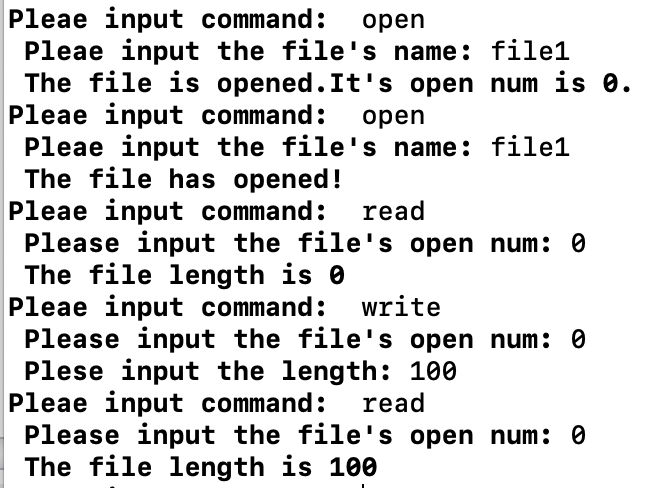 Pleae input command:  open
 Pleae input the file's name: file1
 The file is opened.It's open num is 0.
Pleae input command:  open
 Pleae input the file's name: file1
 The file has opened!
Pleae input command:  read
 Please input the file's open num: 0
 The file length is 0
Pleae input command:  write
 Please input the file's open num: 0
 Plese input the length: 100
Pleae input command:  read
 Please input the file's open num: 0
 The file length is 100